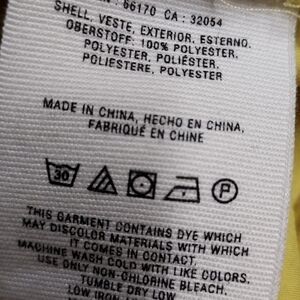 66170 CA : 32054
SHELL, VESTE, EXTERIOR, ESTERNO,
OBERSTOFF: 100% POLYESTER,
POLYESTER, POLIÉSTER,
POLIESTERE, POLYESTER
MADE IN CHINA, HECHO EN CHINA,
FABRIQUÉ EN CHINE
30 P
THIS GARMENT CONTAINS DYE WHICH
MAY DISCOLOR MATERIALS WITH WHICH
IT COMES IN CONTACT.
MACHINE WASH COLD WITH LIKE COLORS.
USE ONLY NON-CHLORINE BLEACH.
TUMBLE DRY LOW
LOW IRON